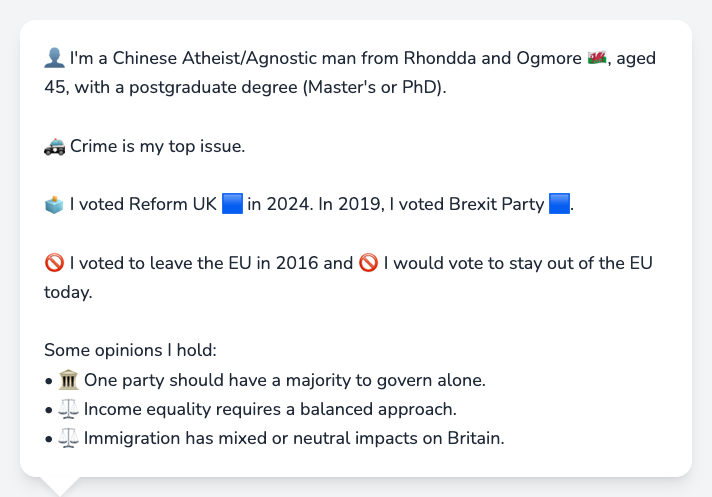 👤 I'm a Chinese Atheist/Agnostic man from Rhondda and Ogmore 🏴󠁧󠁢󠁷󠁬󠁳󠁿, aged
45, with a postgraduate degree (Master's or PhD).
🚓 Crime is my top issue.
🗳️ I voted Reform UK 🟦 in 2024. In 2019, I voted Brexit Party 🟦.
🚫 I voted to leave the EU in 2016 and 🚫 I would vote to stay out of the EU
today.
Some opinions I hold:
• 🏛️ One party should have a majority to govern alone.
• ⚖️ Income equality requires a balanced approach.
• ⚖️ Immigration has mixed or neutral impacts on Britain.